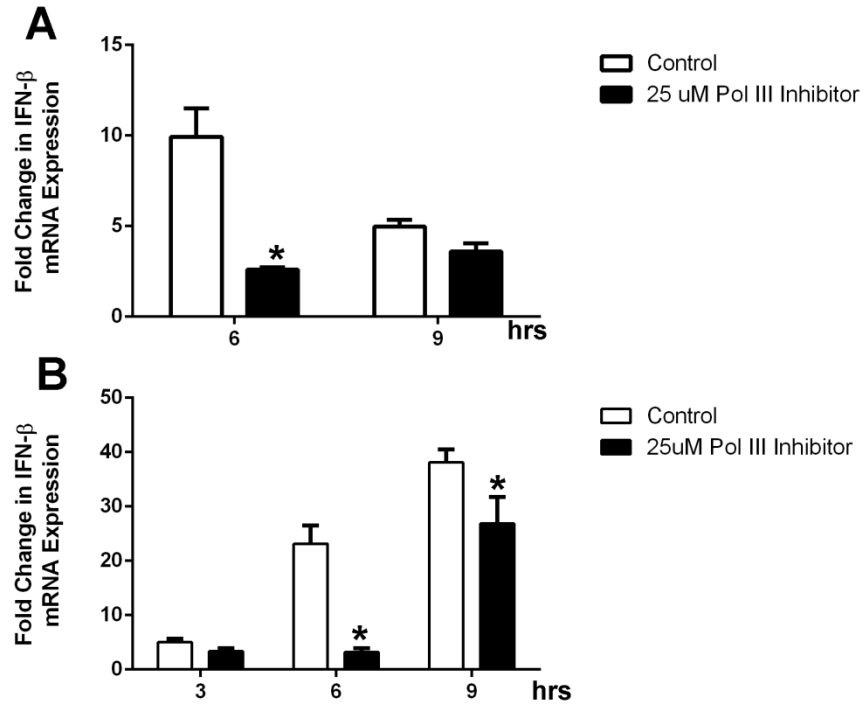 A
Fold Change in IFN-β
mRNA Expression
15
10
5
0
6
9
hrs
Control
25 uM Pol III Inhibitor
*
B
Fold Change in IFN-β
mRNA Expression
50
40
30
20
10
0
3
6
9
hrs
Control
25uM Pol III Inhibitor
*
*